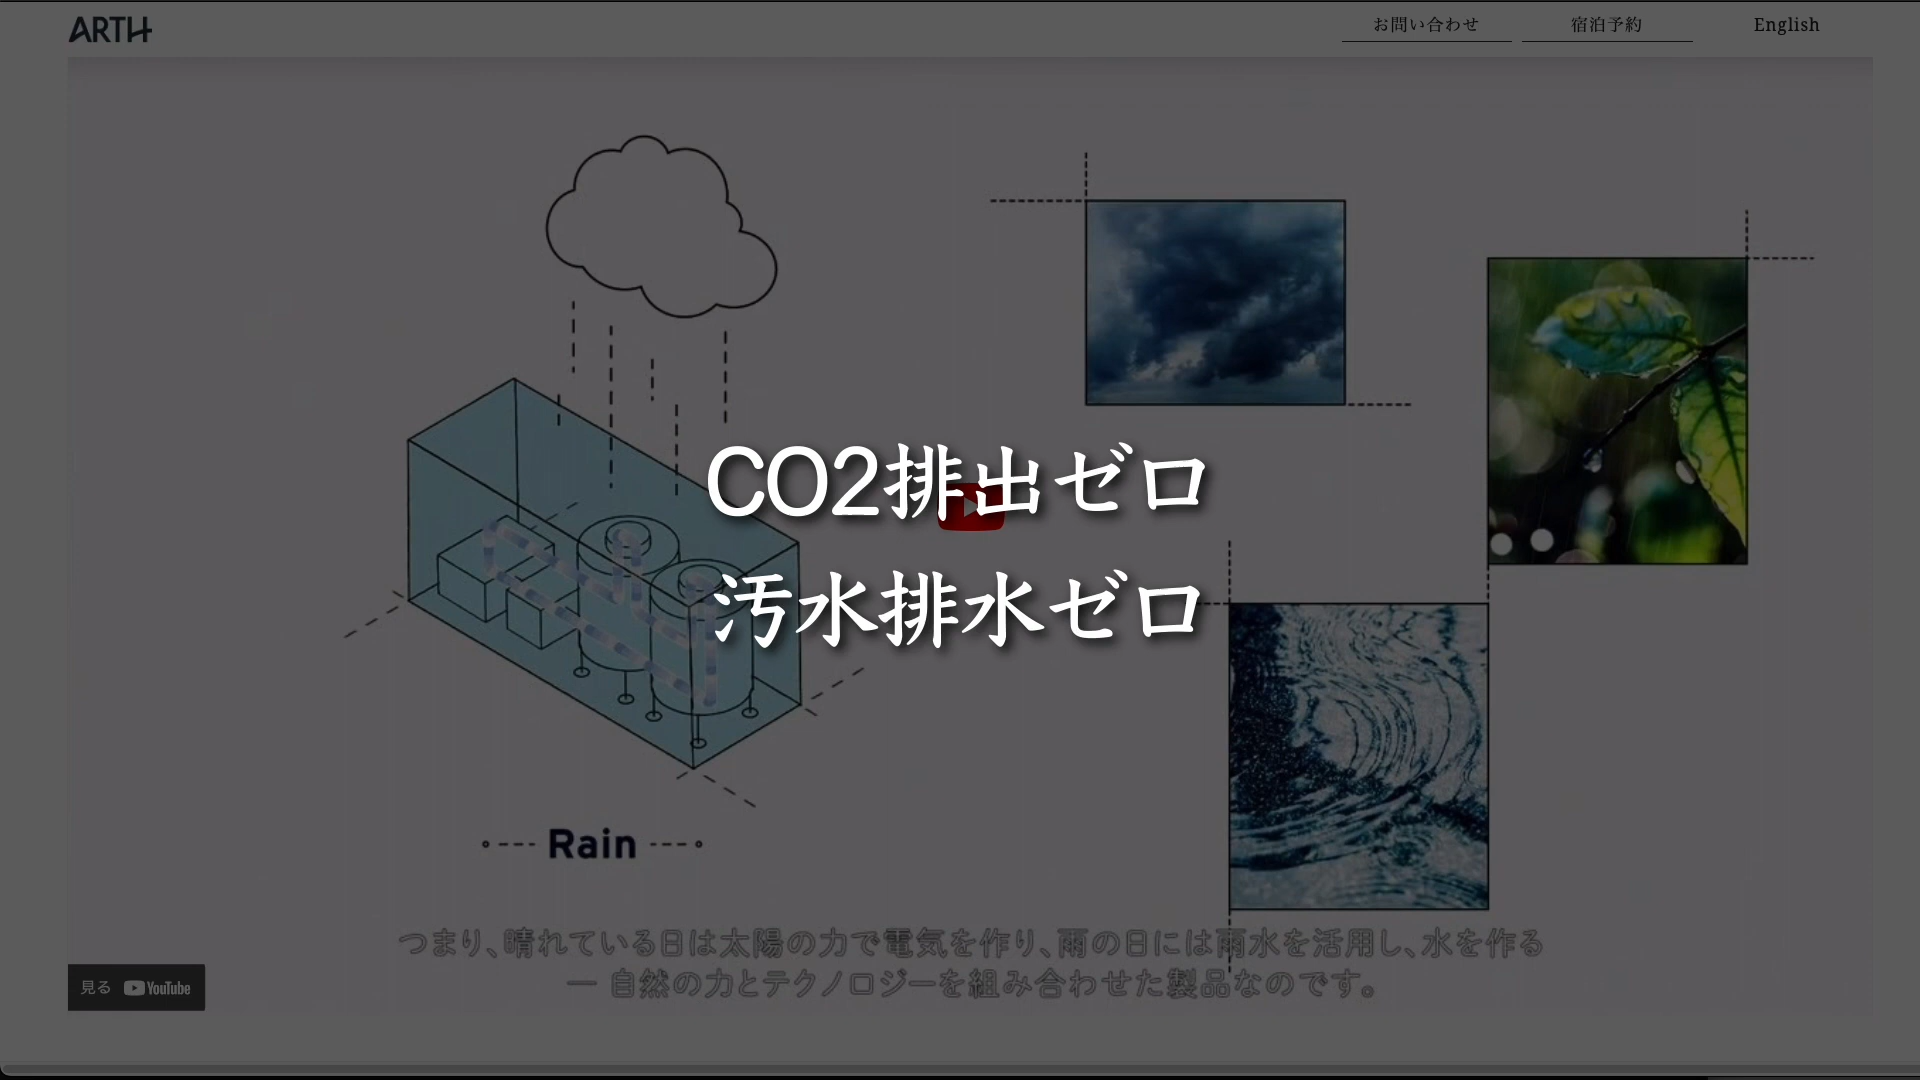 ARTH
お問い合わせ
宿泊予約
English
CO2排出ゼロ
汚水排水ゼロ
Rain
つまり、晴れている日は太陽の力で電気を作り、雨の日には雨水を活用し、水を作る
― 自然の力とテクノロジーを組み合わせた製品なのです。
見る YouTube